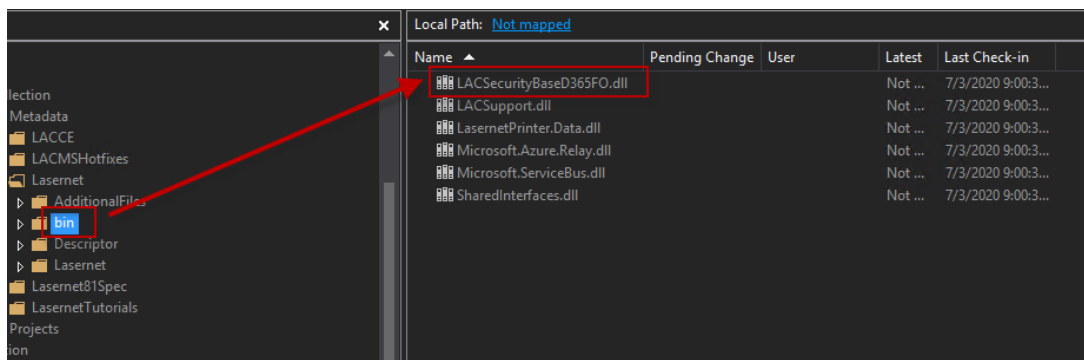 Local Path: Not mapped
Name Pending Change User Latest Last Check-in
LACSecurityBaseD365FO.dll Not ... 7/3/2020 9:00:3...
LACSupport.dll Not ... 7/3/2020 9:00:3...
LasernetPrinter.Data.dll Not ... 7/3/2020 9:00:3...
Microsoft.Azure.Relay.dll Not ... 7/3/2020 9:00:3...
Microsoft.ServiceBus.dll Not ... 7/3/2020 9:00:3...
SharedInterfaces.dll Not ... 7/3/2020 9:00:3...
lection
Metadata
LACCE
LACMSHotfixes
Lasernet
AdditionalFiles
bin
Descriptor
Lasernet
Lasernet81Spec
LasernetTutorials
Projects
tion